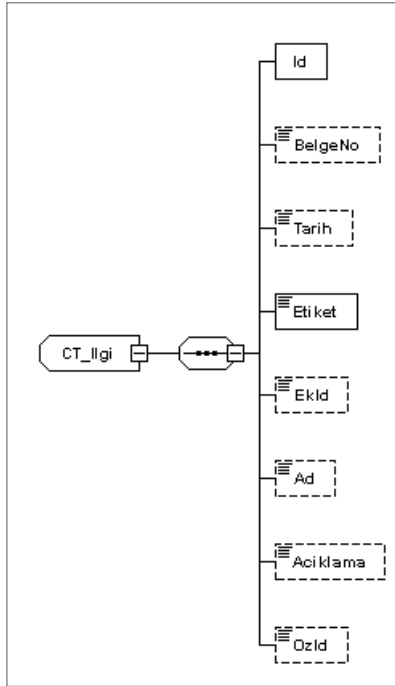 Id
BelgeNo
Tarih
Etiket
CT_Ilgi
EkId
Ad
Aciklama
OzId